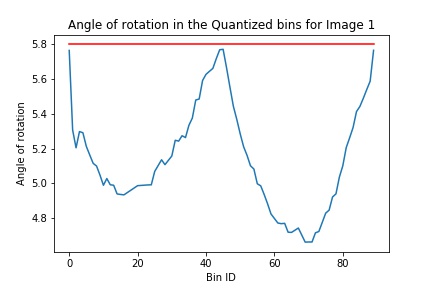 Angle of rotation in the Quantized bins for Image 1
5.8
5.6
5.4
5.2
5.0
4.8
Angle of rotation
0 20 40 60 80
Bin ID